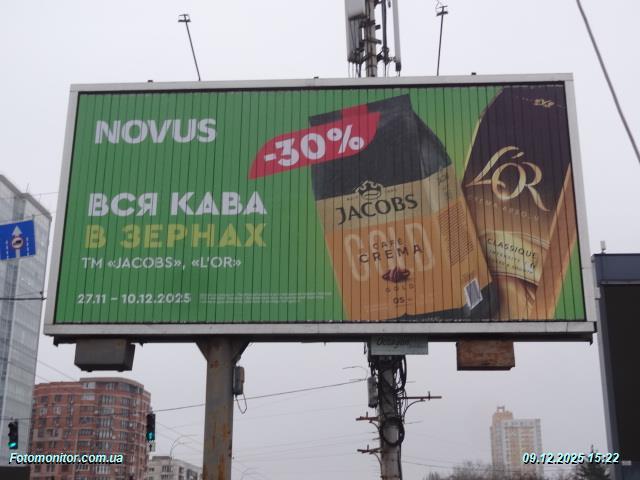 NOVUS
-30%
ВСЯ КАВА
В ЗЕРНАХ
ТМ «JACOBS», «L'OR»
27.11 – 10.12.2025
JACOBS
CAFÉ
CREMA
GOLD
GOLD
L'OR
CLASSIQUE
Fotomonitor.com.ua
09.12.2025 15:22